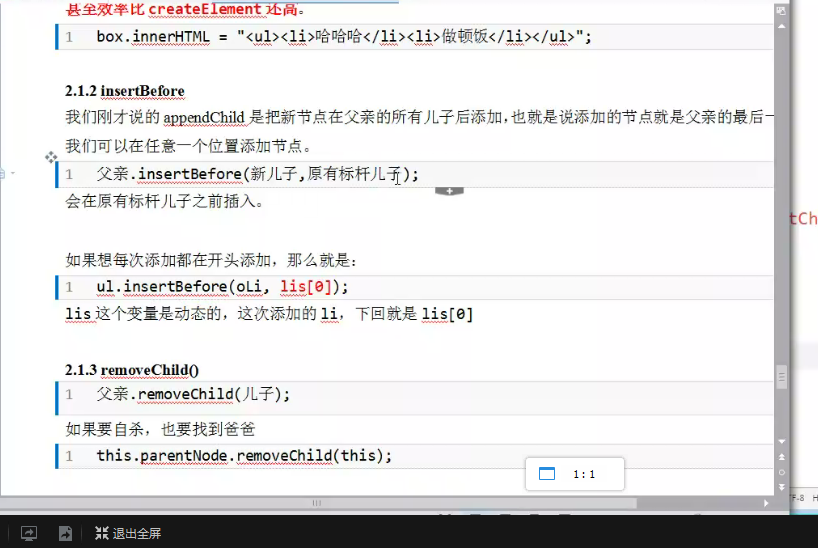 甚至效率比 createElement 还高。
1 box.innerHTML = "<ul><li>哈哈哈</li><li>做顿饭</li></ul>";
2.1.2 insertBefore
我们刚才说的 appendChild 是把新节点在父亲的所有儿子后添加，也就是说添加的节点就是父亲的最后一
我们可以在任意一个位置添加节点。
1 父亲.insertBefore(新儿子,原有标杆儿子);
会在原有标杆儿子之前插入。
tCh
如果想每次添加都在开头添加，那么就是：
1 ul.insertBefore(oLi, lis[0]);
lis 这个变量是动态的，这次添加的 li，下回就是 lis[0]
2.1.3 removeChild()
1 父亲.removeChild(儿子);
如果要自杀，也要找到爸爸
1 this.parentNode.removeChild(this);
1:1
退出全屏